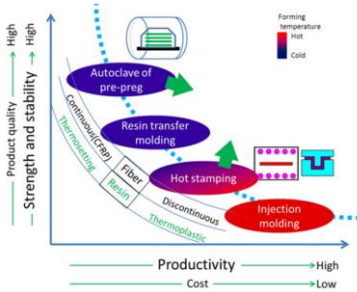 High
High
Product quality
Strength and stability
Forming
temperature
Hot
Cold
Autoclave of
pre-preg
Resin transfer
molding
Hot stamping
Injection
molding
Continuous(CFRP)
Thermosetting
Fiber
Resin
Discontinuous
Thermoplastic
Productivity
High
Cost
Low